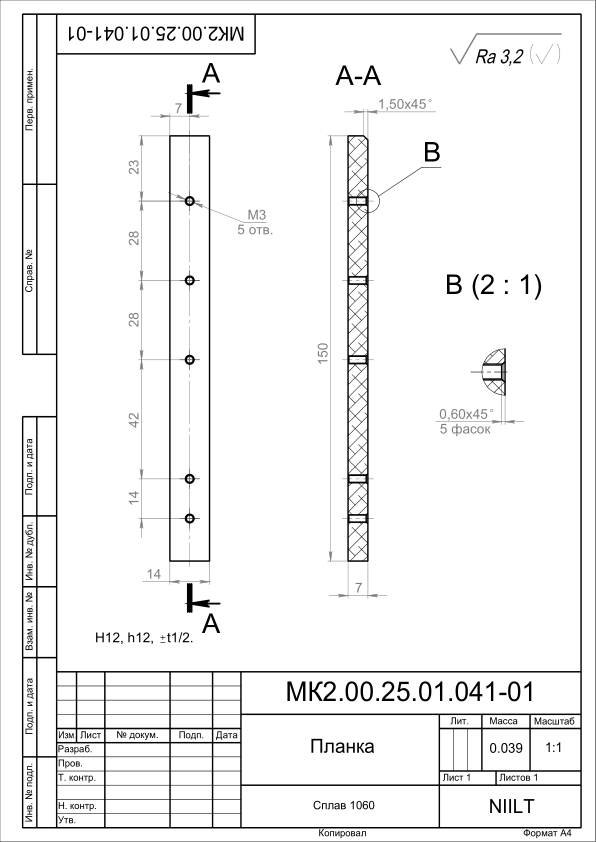 МК2.00.25.01.041-01
Ra 3,2 (√)
Перв. примен.
Справ. №
Подп. и дата
Инв. № дубл.
Взам. инв. №
Подп. и дата
Инв. № подл.
A
7
23
28
28
42
14
M3
5 отв.
14
A
A-A
1,50x45°
B
150
7
B (2 : 1)
0,60x45°
5 фасок
H12, h12, ±t1/2.
МК2.00.25.01.041-01
Изм Лист № докум. Подп. Дата
Разраб.
Пров.
Т. контр.
Н. контр.
Утв.
Планка
Лит. Масса Масштаб
0.039 1:1
Лист 1 Листов 1
Сплав 1060
NIILT
Копировал Формат А4